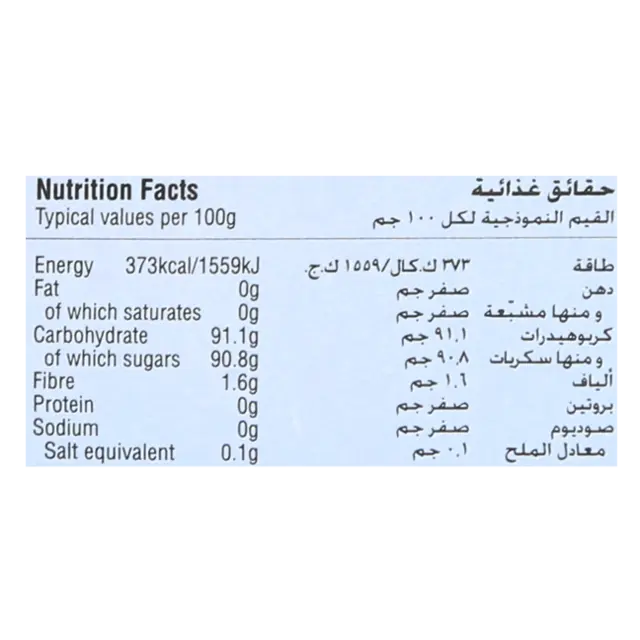 Nutrition Facts حقائق غذائية
Typical values per 100g القيم النموذجية لكل ١٠٠ جم
Energy 373kcal/1559kJ طاقة ٣٧٣ ك.كال/١٥٥٩ ك.ج.
Fat 0g دهن صفر جم
of which saturates 0g و منها مشبّعة صفر جم
Carbohydrate 91.1g كربوهيدرات ٩١,١ جم
of which sugars 90.8g و منها سكريات ٩٠,٨ جم
Fibre 1.6g ألياف ١,٦ جم
Protein 0g بروتين صفر جم
Sodium 0g صوديوم صفر جم
Salt equivalent 0.1g معادل الملح ٠,١ جم